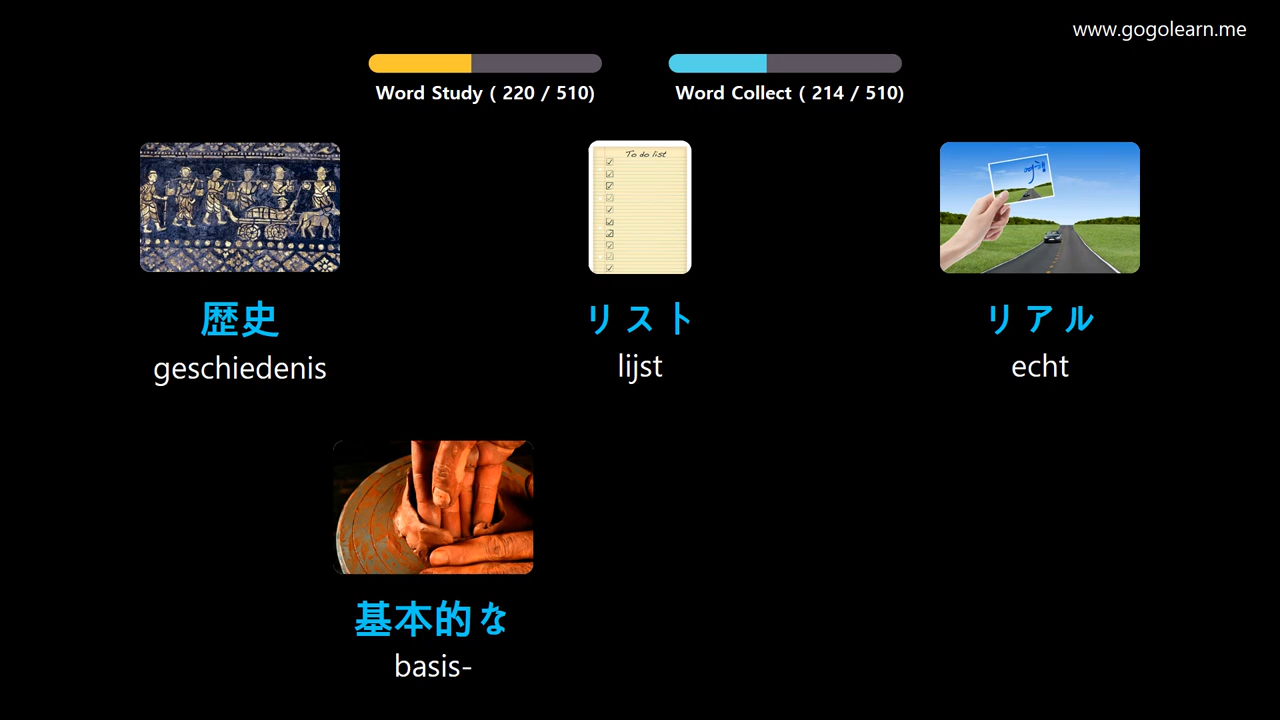 www.gogolearn.me
Word Study ( 220 / 510)
Word Collect ( 214 / 510)
To do list
歴史
リスト
リアル
geschiedenis
lijst
echt
基本的な
basis-